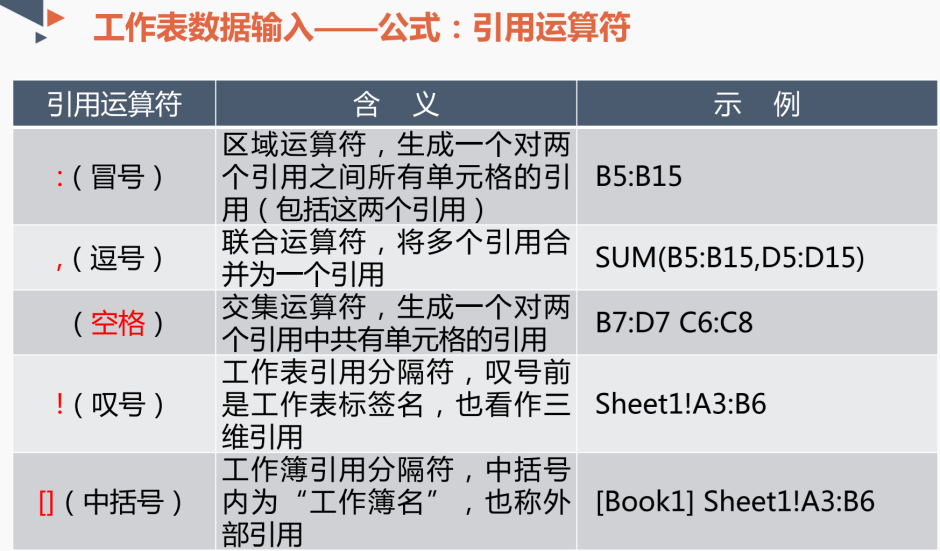 工作表数据输入——公式：引用运算符
引用运算符
含 义
示 例
:（冒号）
区域运算符，生成一个对两
个引用之间所有单元格的引
用（包括这两个引用）
B5:B15
,（逗号）
联合运算符，将多个引用合
并为一个引用
SUM(B5:B15,D5:D15)
（空格）
交集运算符，生成一个对两
个引用中共有单元格的引用
B7:D7 C6:C8
!（叹号）
工作表引用分隔符，叹号前
是工作表标签名，也看作三
维引用
Sheet1!A3:B6
[]（中括号）
工作簿引用分隔符，中括号
内为“工作簿名”，也称外
部引用
[Book1] Sheet1!A3:B6